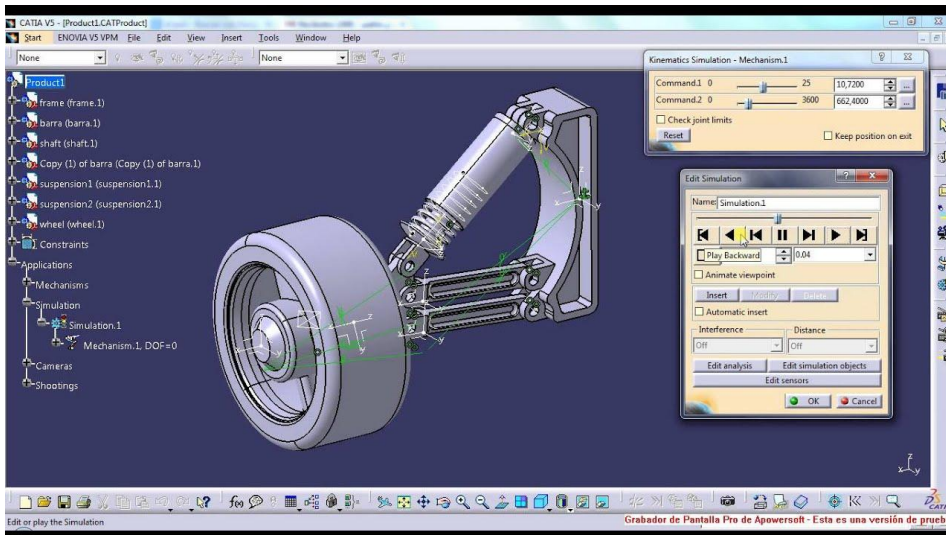 CATIA V5 - [Product1.CATProduct]
Start ENOVIA V5 VPM File Edit View Insert Tools Window Help
None None
Product1
frame (frame.1)
barra (barra.1)
shaft (shaft.1)
Copy (1) of barra (Copy (1) of barra.1)
suspension1 (suspension1.1)
suspension2 (suspension2.1)
wheel (wheel.1)
Constraints
Applications
Mechanisms
Simulation
Simulation.1
Mechanism.1, DOF=0
Cameras
Shootings
Kinematics Simulation - Mechanism.1
Command.1 0 25 10,7200 ...
Command.2 0 3600 662,4000 ...
Check joint limits
Reset Keep position on exit
Edit Simulation
Name: Simulation.1
Play Backward 0.04
Animate viewpoint
Insert Modify Delete
Automatic insert
Interference Distance
Off Off
Edit analysis Edit simulation objects
Edit sensors
OK Cancel
z
x y
Edit or play the Simulation
Grabador de Pantalla Pro de Apowersoft - Esta es una versión de prueb